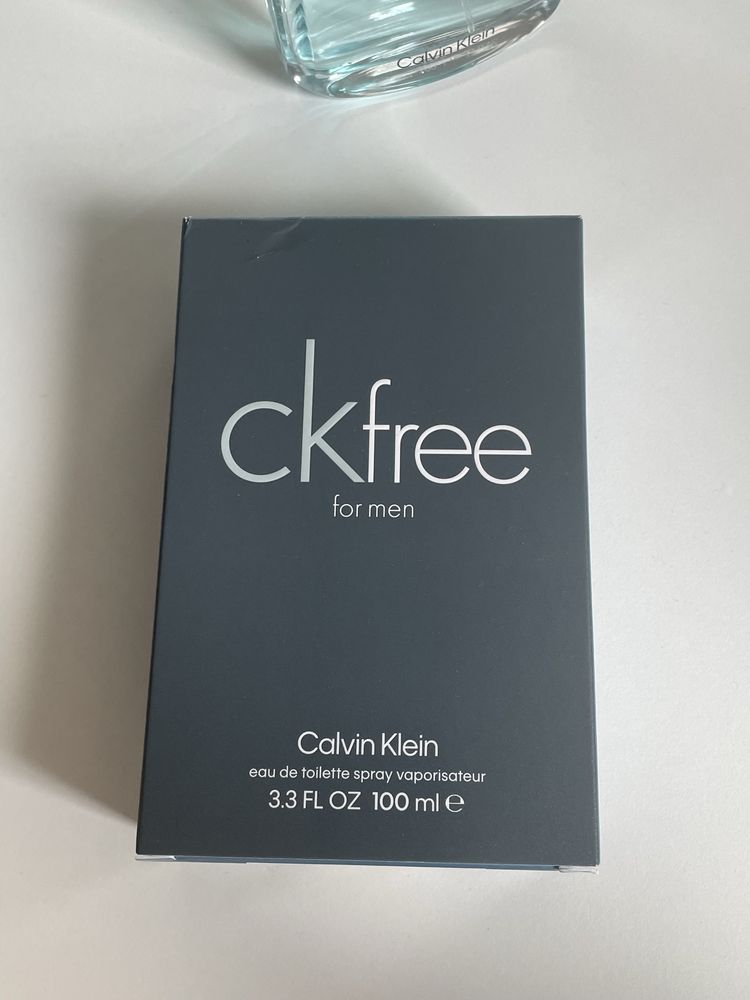 Calvin Klein
ckfree
for men
Calvin Klein
eau de toilette spray vaporisateur
3.3 FL OZ 100 ml ℮